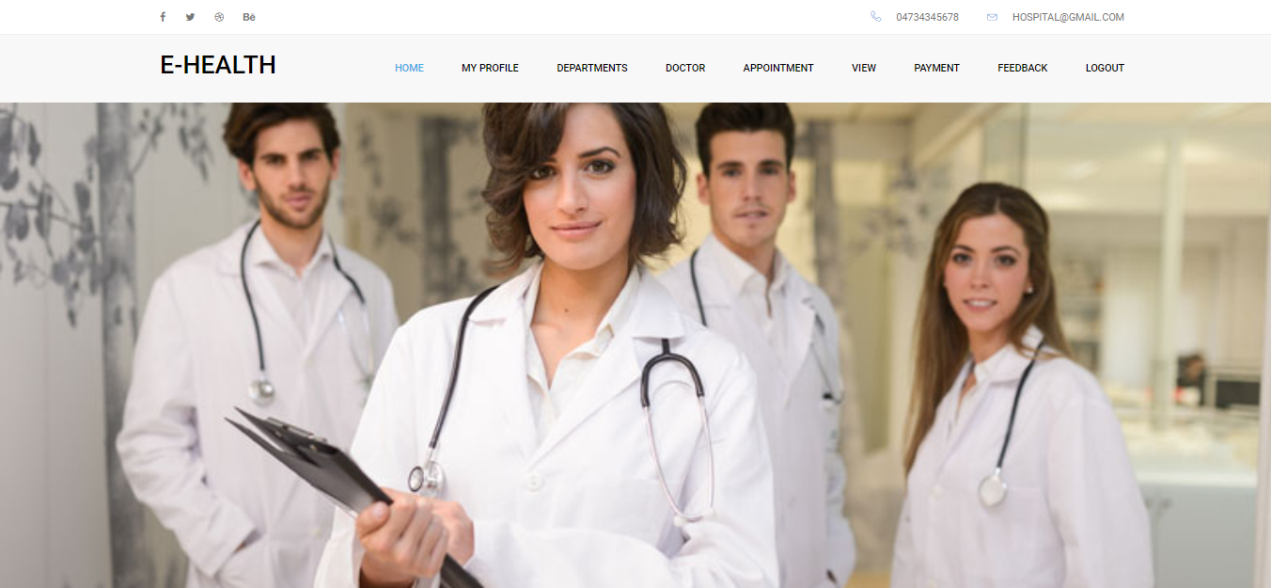 Bē 04734345678 HOSPITAL@GMAIL.COM
E-HEALTH HOME MY PROFILE DEPARTMENTS DOCTOR APPOINTMENT VIEW PAYMENT FEEDBACK LOGOUT